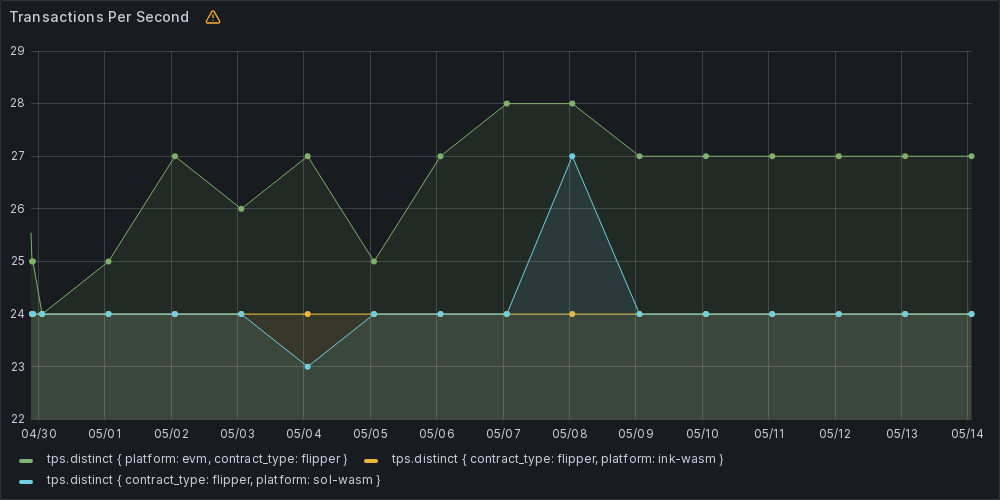 Transactions Per Second
29
28
27
26
25
24
23
22
04/30 05/01 05/02 05/03 05/04 05/05 05/06 05/07 05/08 05/09 05/10 05/11 05/12 05/13 05/14
tps.distinct { platform: evm, contract_type: flipper } tps.distinct { contract_type: flipper, platform: ink-wasm }
tps.distinct { contract_type: flipper, platform: sol-wasm }